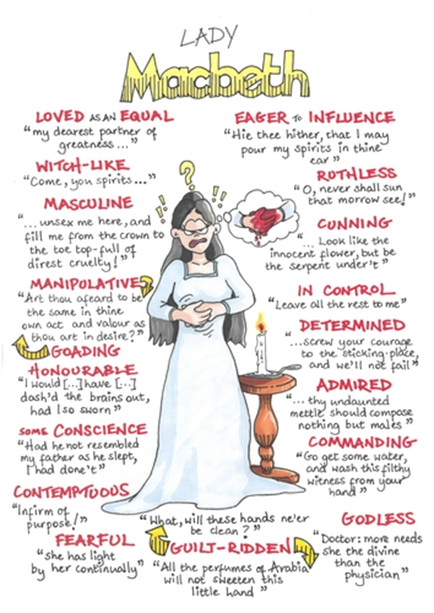 LADY
Macbeth
LOVED AS AN EQUAL
"my dearest partner of
greatness..."
WITCH-LIKE
"Come, you spirits..."
MASCULINE
"... unsex me here, and
fill me from the crown to
the toe top-full of
direst cruelty!"
MANIPULATIVE
"Art thou afeard to be
the same in thine
own act and valour as
thou art in desire?"
GOADING
HONOURABLE
"I would [...] have [...]
dash'd the brains out,
had I so sworn"
SOME CONSCIENCE
"Had he not resembled
my father as he slept,
I had done't"
CONTEMPTUOUS
"Infirm of
purpose!"
FEARFUL
"she has light
by her continually"
EAGER TO INFLUENCE
"Hie thee hither, that I may
pour my spirits in thine
ear"
RUTHLESS
"O, never shall sun
that morrow see!"
CUNNING
"... Look like the
innocent flower, but be
the serpent under't"
IN CONTROL
"Leave all the rest to me"
DETERMINED
"...screw your courage
to the sticking-place,
and we'll not fail"
ADMIRED
"... thy undaunted
mettle should compose
nothing but males"
COMMANDING
"Go get some water,
and wash this filthy
witness from your
hand"
GODLESS
"Doctor: more needs
she the divine
than the
physician"
"What, will these hands ne'er
be clean?"
GUILT-RIDDEN
"All the perfumes of Arabia
will not sweeten this
little hand"
?
! !
! !